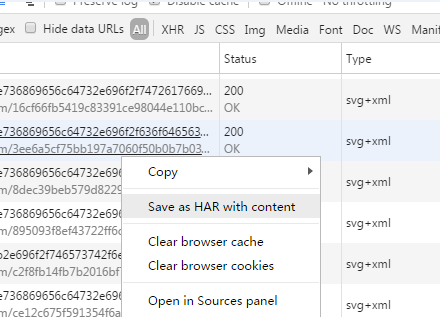 Preserve log Disable cache Offline No throttling
gex Hide data URLs All XHR JS CSS Img Media Font Doc WS Manif
Status Type
e736869656c64732e696f2f7472617669...
m/16cf66fb5419c83391ce98044e110bc...
200
OK
svg+xml
e736869656c64732e696f2f636f646563...
m/3ee6a5cf75bb197a7060f50b0b7b03...
200
OK
svg+xml
e736869656c64732e696
m/8dec39beb579d8229
svg+xml
e736869656c64732e696
m/895093f8ef43722ff6c
svg+xml
b2e696f2f746573742f6e
m/c2f8fb14fb7b2016bf7
svg+xml
e736869656c64732e696
m/ce12c675f591354f6a
svg+xml
Copy
Save as HAR with content
Clear browser cache
Clear browser cookies
Open in Sources panel